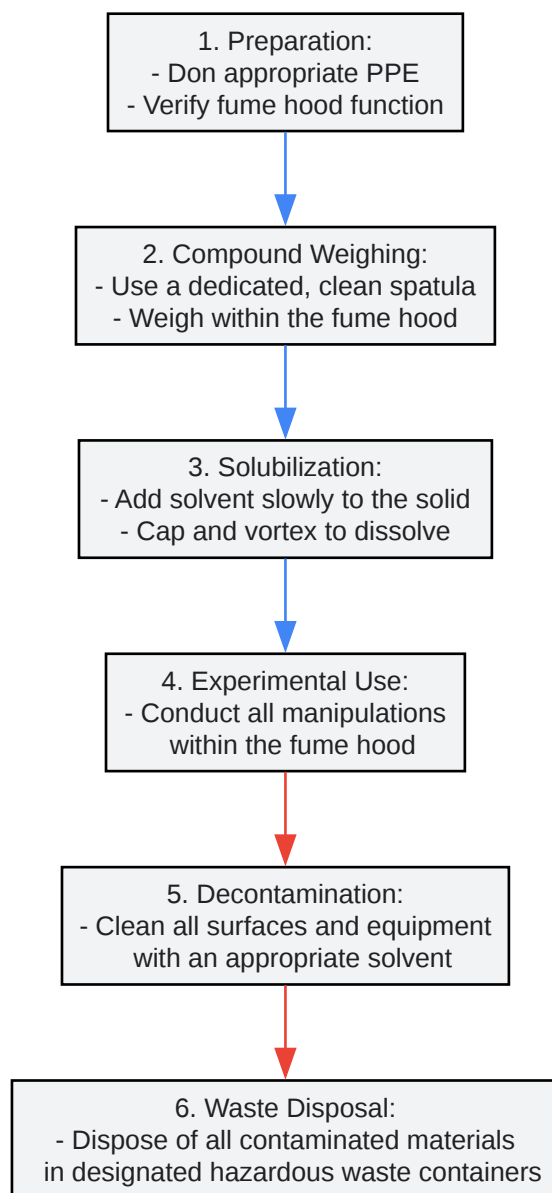 1. Preparation:
- Don appropriate PPE
- Verify fume hood function
2. Compound Weighing:
- Use a dedicated, clean spatula
- Weigh within the fume hood
3. Solubilization:
- Add solvent slowly to the solid
- Cap and vortex to dissolve
4. Experimental Use:
- Conduct all manipulations
within the fume hood
5. Decontamination:
- Clean all surfaces and equipment
with an appropriate solvent
6. Waste Disposal:
- Dispose of all contaminated materials
in designated hazardous waste containers